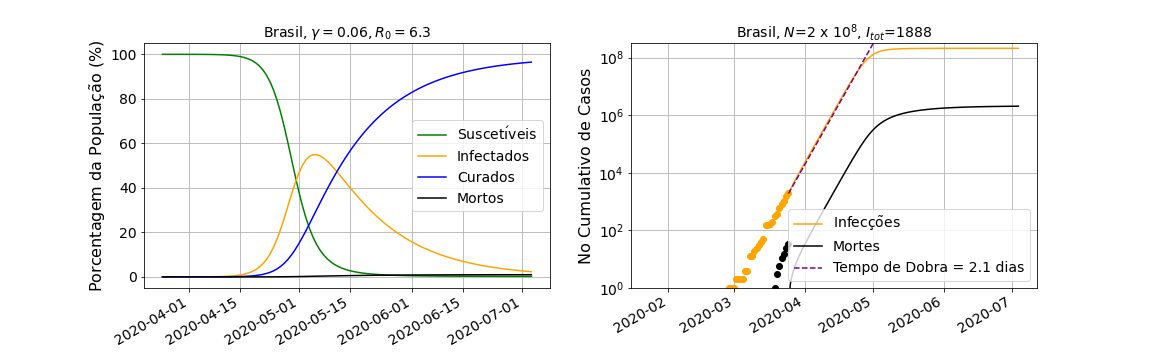 Brasil, γ = 0.06, R₀ = 6.3
Porcentagem da População (%)
100
80
60
40
20
0
Suscetíveis
Infectados
Curados
Mortos
2020-04-01
2020-04-15
2020-05-01
2020-05-15
2020-06-01
2020-06-15
2020-07-01
Brasil, N=2 x 10⁸, Iₜₒₜ=1888
No Cumulativo de Casos
10⁸
10⁶
10⁴
10²
10⁰
Infecções
Mortes
Tempo de Dobra = 2.1 dias
2020-02
2020-03
2020-04
2020-05
2020-06
2020-07